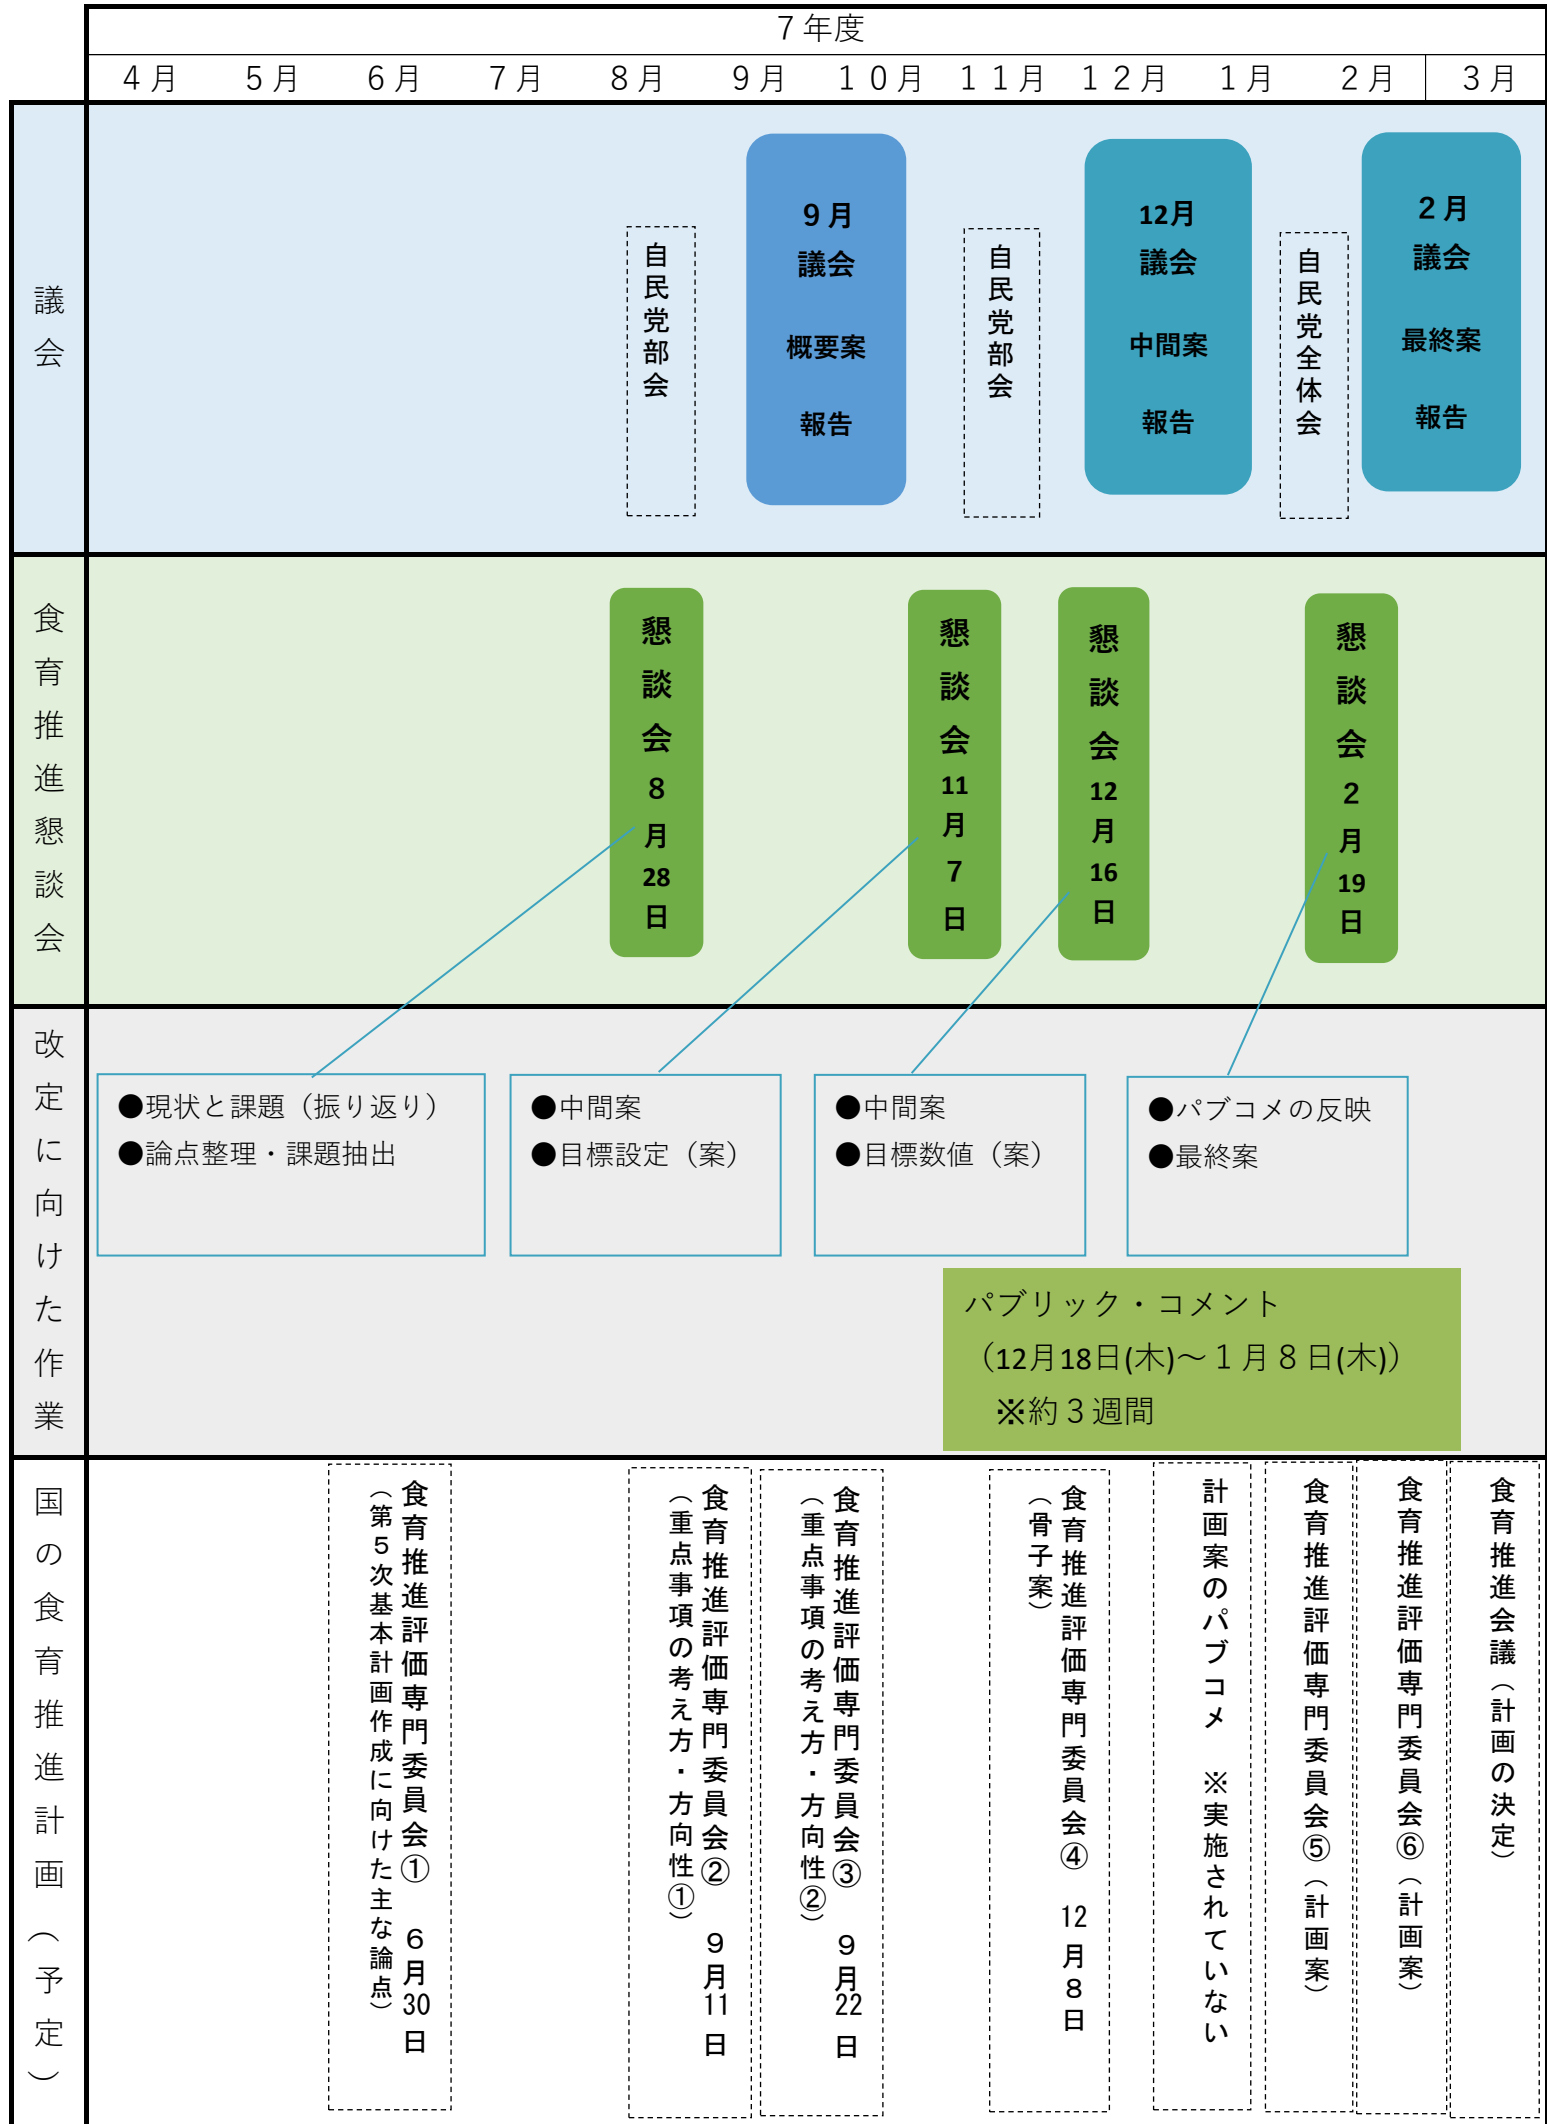 ７年度
４月 ５月 ６月 ７月 ８月 ９月 １０月 １１月 １２月 １月 ２月 ３月
議会
自民党部会
９月
議会
概要案
報告
自民党部会
12月
議会
中間案
報告
自民党全体会
２月
議会
最終案
報告
食育推進懇談会
懇談会８月28日
懇談会11月７日
懇談会12月16日
懇談会２月19日
改定に向けた作業
●現状と課題（振り返り）
●論点整理・課題抽出
●中間案
●目標設定（案）
●中間案
●目標数値（案）
●パブコメの反映
●最終案
パブリック・コメント
（12月18日(木)～１月８日(木)）
※約３週間
国の食育推進計画（予定）
食育推進評価専門委員会①　６月30日
（第５次基本計画作成に向けた主な論点）
食育推進評価専門委員会②　９月11日
（重点事項の考え方・方向性①）
食育推進評価専門委員会③　９月22日
（重点事項の考え方・方向性②）
食育推進評価専門委員会④　12月８日
（骨子案）
計画案のパブコメ　※実施されていない
食育推進評価専門委員会⑤（計画案）
食育推進評価専門委員会⑥（計画案）
食育推進会議（計画の決定）